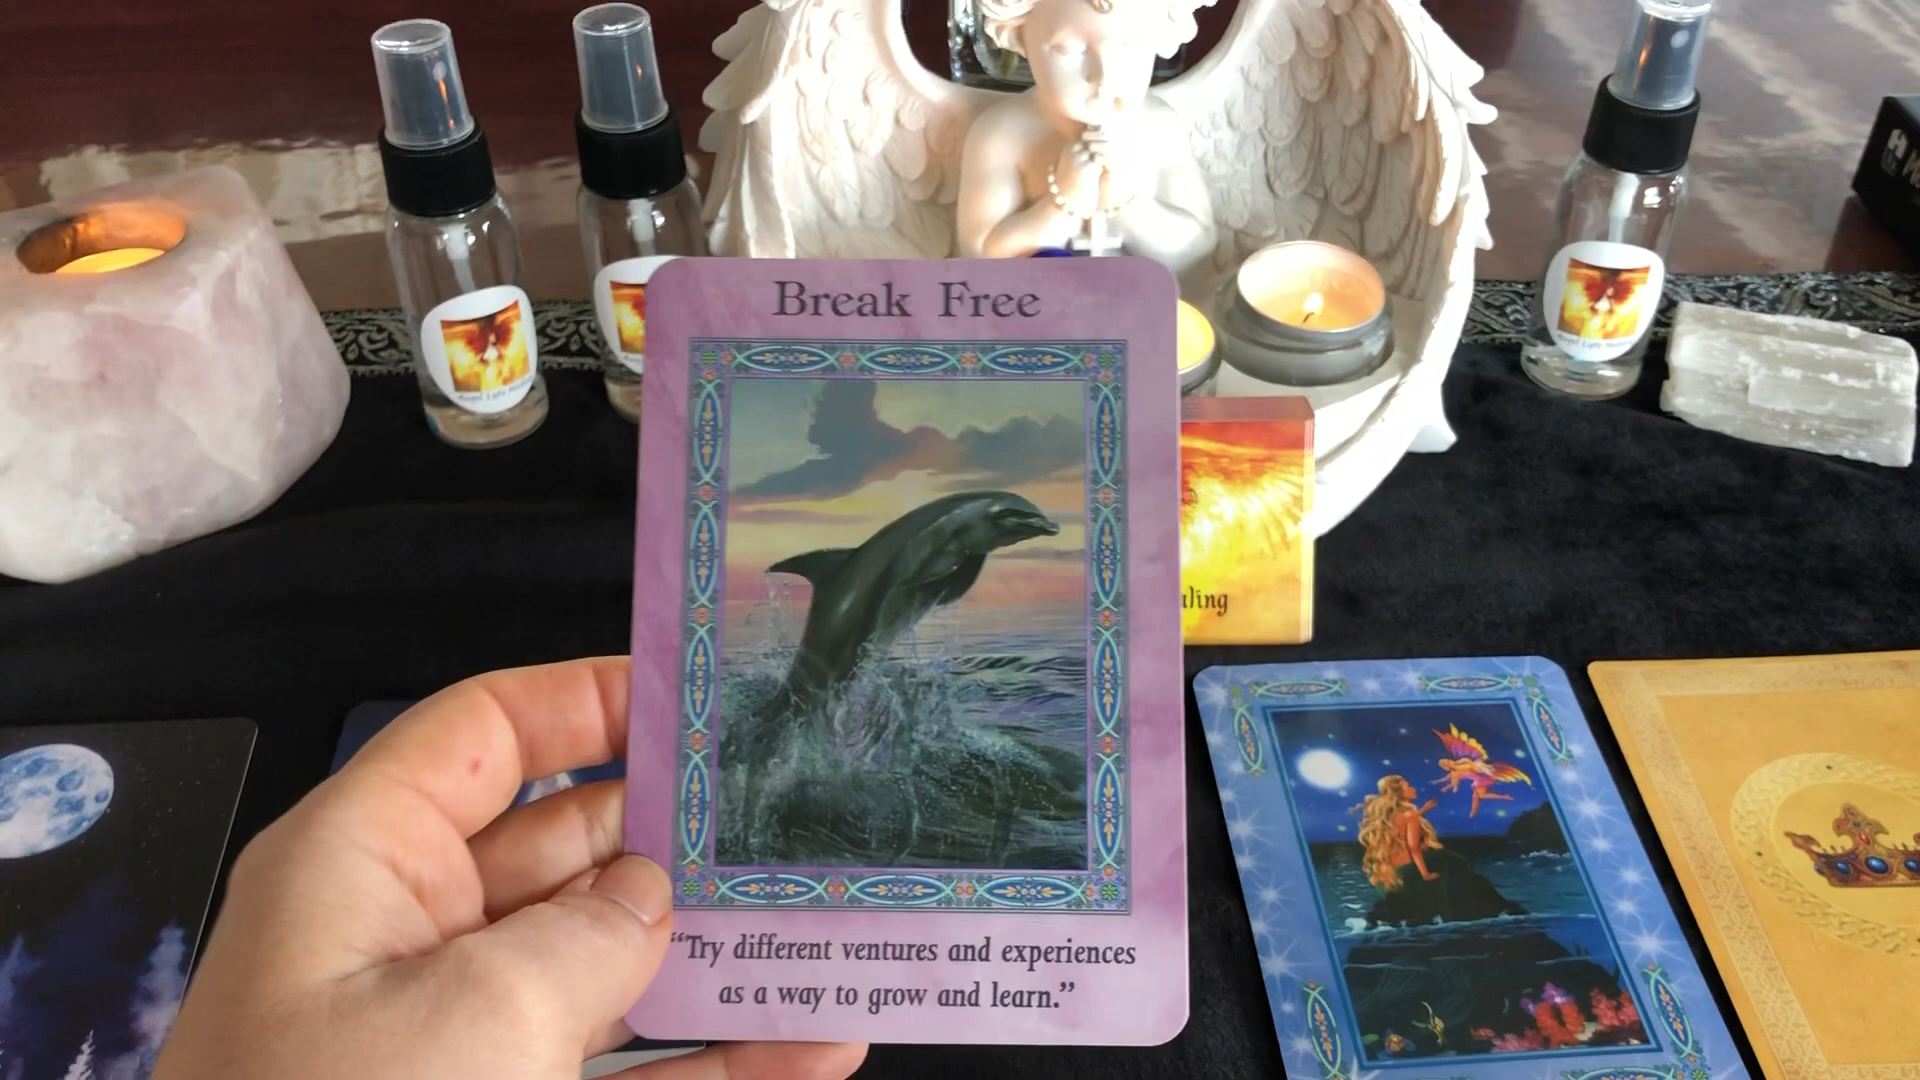 Break Free
"Try different ventures and experiences
as a way to grow and learn."